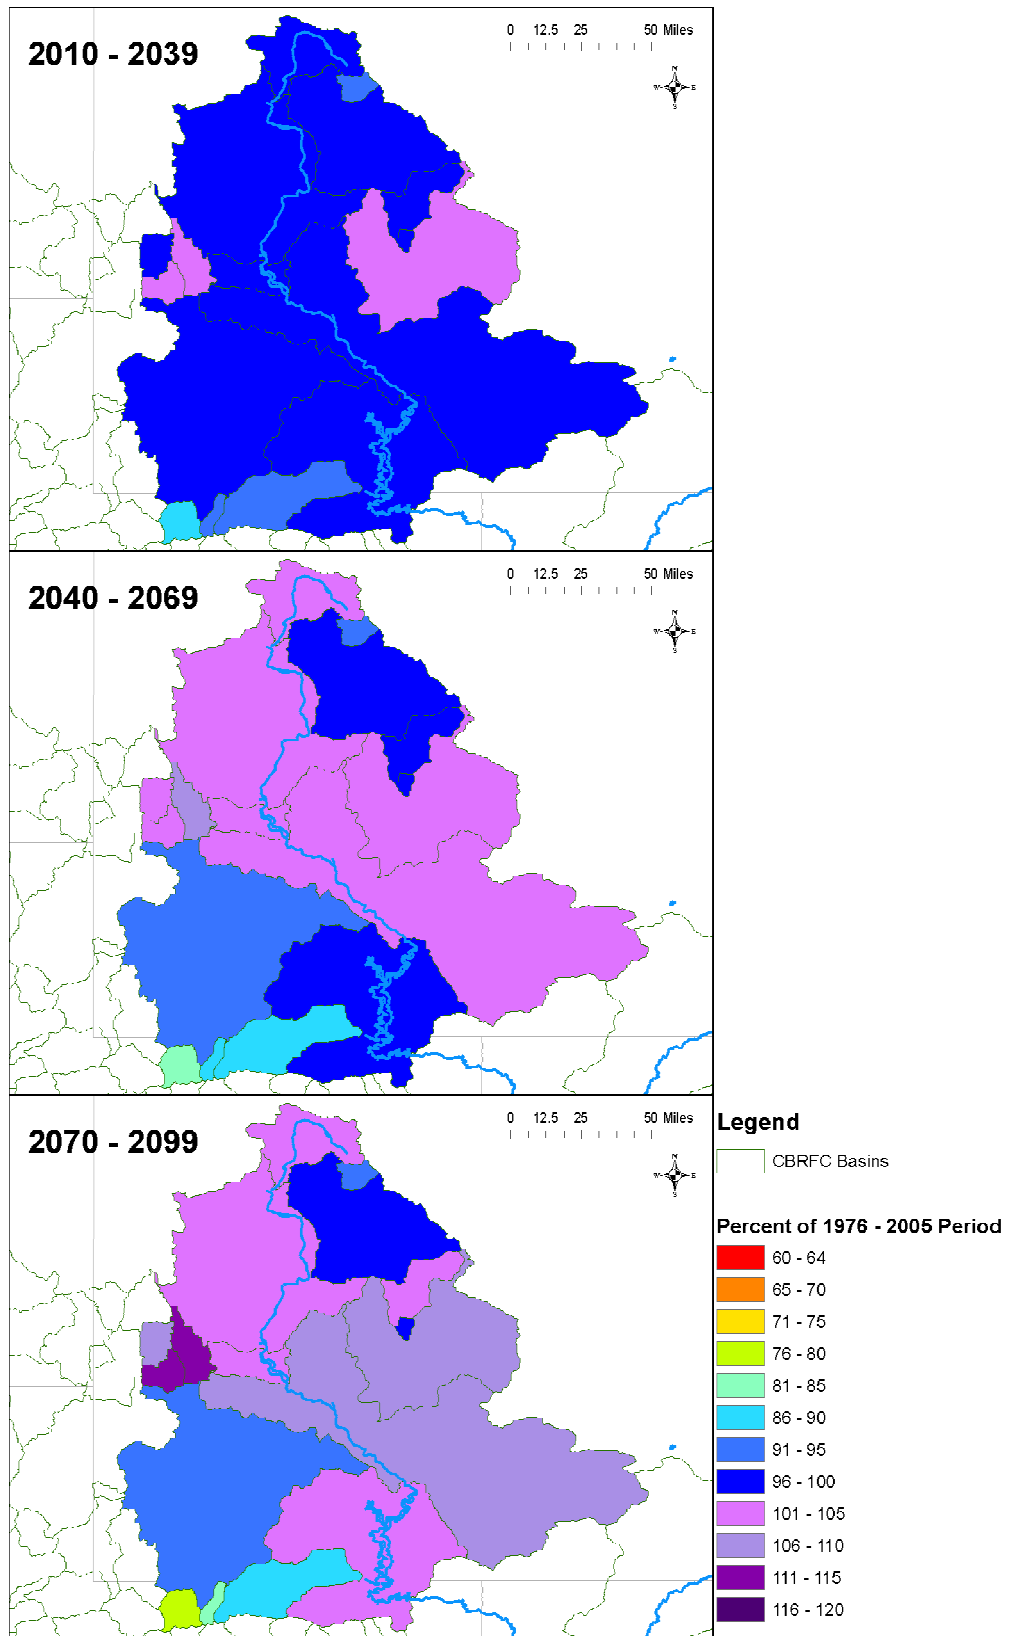 2010 - 2039
0 12.5 25 50 Miles
N
W E
S
2040 - 2069
0 12.5 25 50 Miles
N
W E
S
2070 - 2099
0 12.5 25 50 Miles
N
W E
S
Legend
CBRFC Basins
Percent of 1976 - 2005 Period
60 - 64
65 - 70
71 - 75
76 - 80
81 - 85
86 - 90
91 - 95
96 - 100
101 - 105
106 - 110
111 - 115
116 - 120